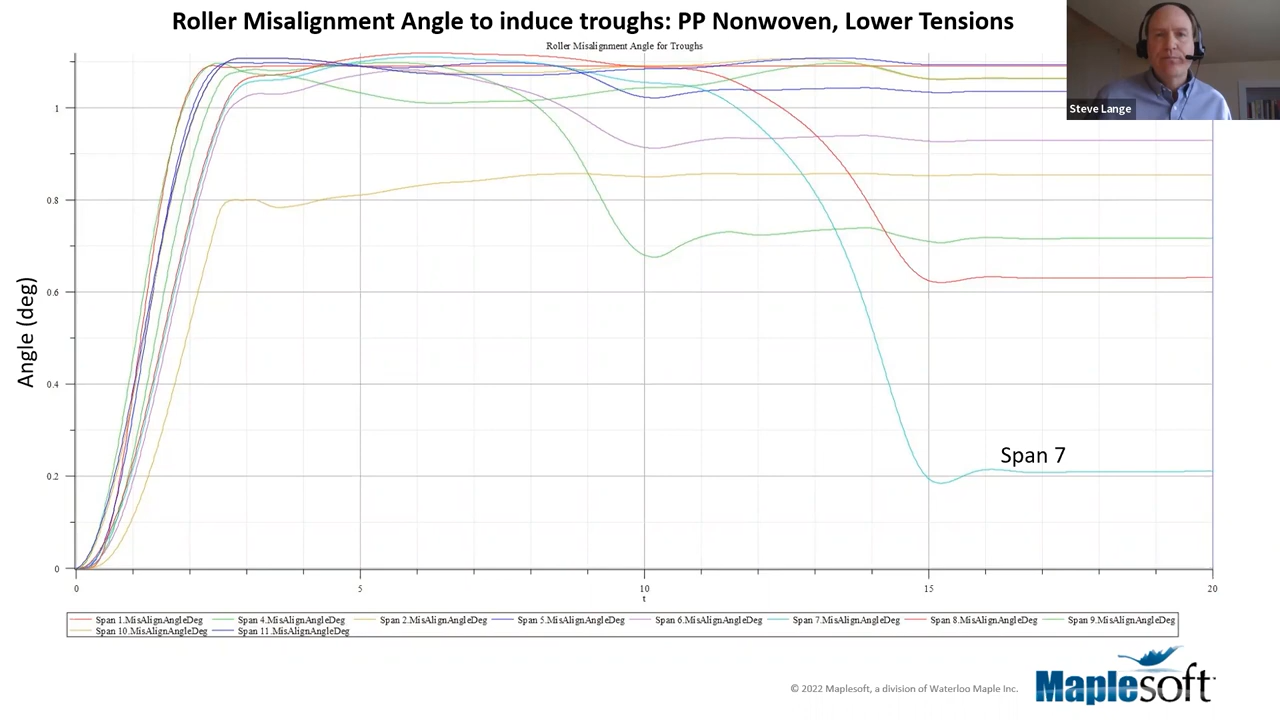 Roller Misalignment Angle to induce troughs: PP Nonwoven, Lower Tensions
Roller Misalignment Angle for Troughs
Steve Lange
1
0.8
0.6
0.4
0.2
0
Angle (deg)
Span 7
0 5 10 15 20
t
Span 1.MisAlignAngleDeg Span 4.MisAlignAngleDeg Span 2.MisAlignAngleDeg Span 5.MisAlignAngleDeg Span 6.MisAlignAngleDeg Span 7.MisAlignAngleDeg Span 8.MisAlignAngleDeg Span 9.MisAlignAngleDeg
Span 10.MisAlignAngleDeg Span 11.MisAlignAngleDeg
© 2022 Maplesoft, a division of Waterloo Maple Inc.
Maplesoft